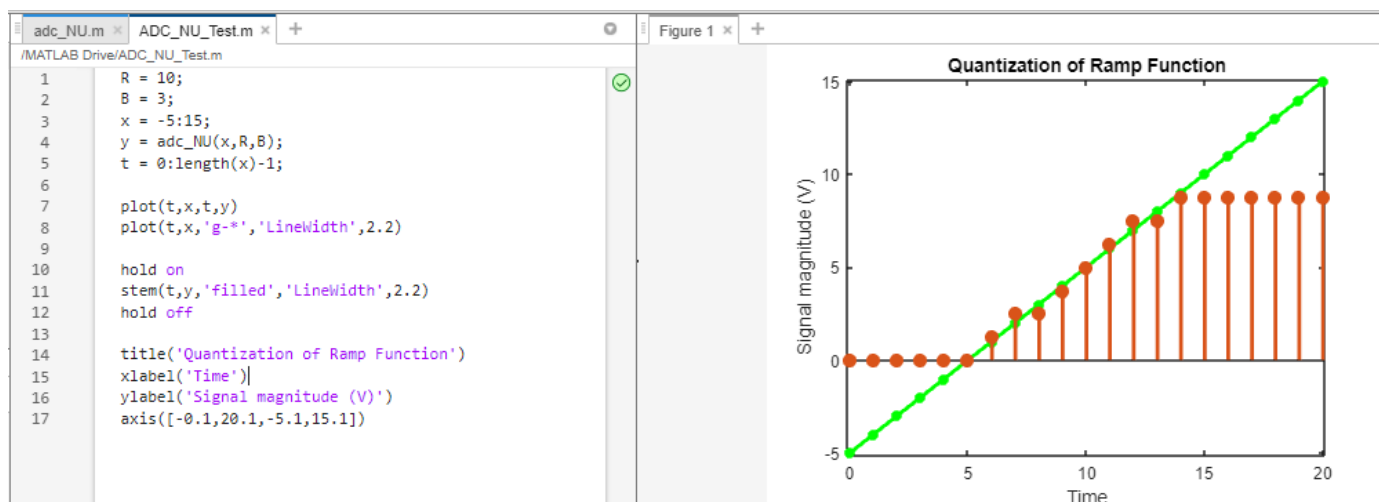 adc_NU.m × ADC_NU_Test.m × +
/MATLAB Drive/ADC_NU_Test.m
1 R = 10;
2 B = 3;
3 x = -5:15;
4 y = adc_NU(x,R,B);
5 t = 0:length(x)-1;
6
7 plot(t,x,t,y)
8 plot(t,x,'g-*','LineWidth',2.2)
9
10 hold on
11 stem(t,y,'filled','LineWidth',2.2)
12 hold off
13
14 title('Quantization of Ramp Function')
15 xlabel('Time')
16 ylabel('Signal magnitude (V)')
17 axis([-0.1,20.1,-5.1,15.1])
Figure 1 × +
Quantization of Ramp Function
Signal magnitude (V)
15
10
5
0
-5
0 5 10 15 20
Time